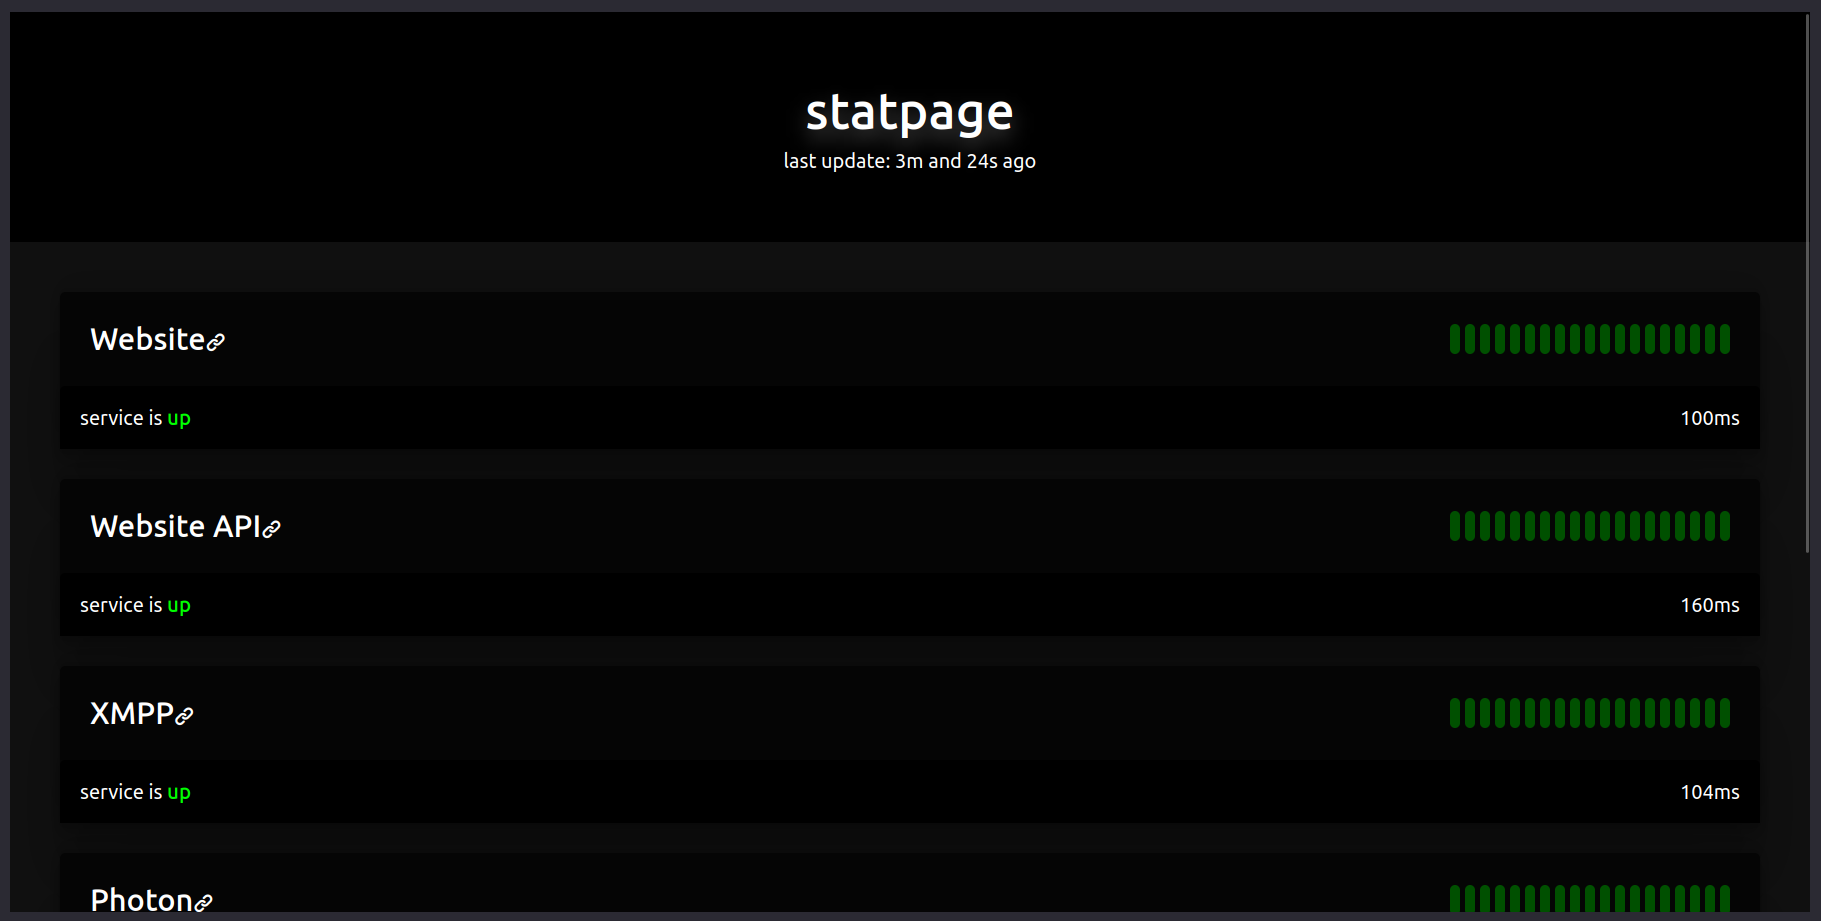 statpage
last update: 3m and 24s ago
Website
service is up
100ms
Website API
service is up
160ms
XMPP
service is up
104ms
Photon